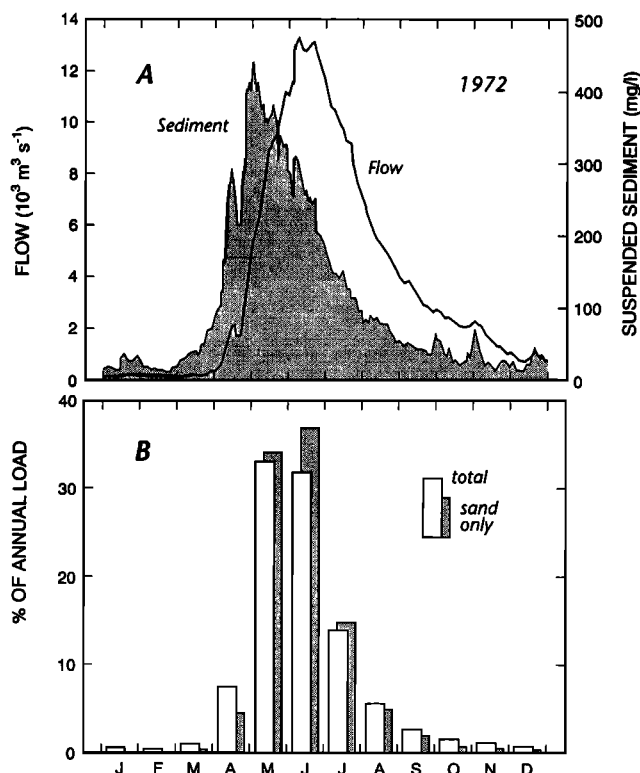 14
12
10
8
6
4
2
0
FLOW (10³ m³ s⁻¹)
A
1972
Sediment
Flow
500
400
300
200
100
0
SUSPENDED SEDIMENT (mg/l)
40
30
20
10
0
% OF ANNUAL LOAD
B
total
sand
only
J F M A M J J A S O N D